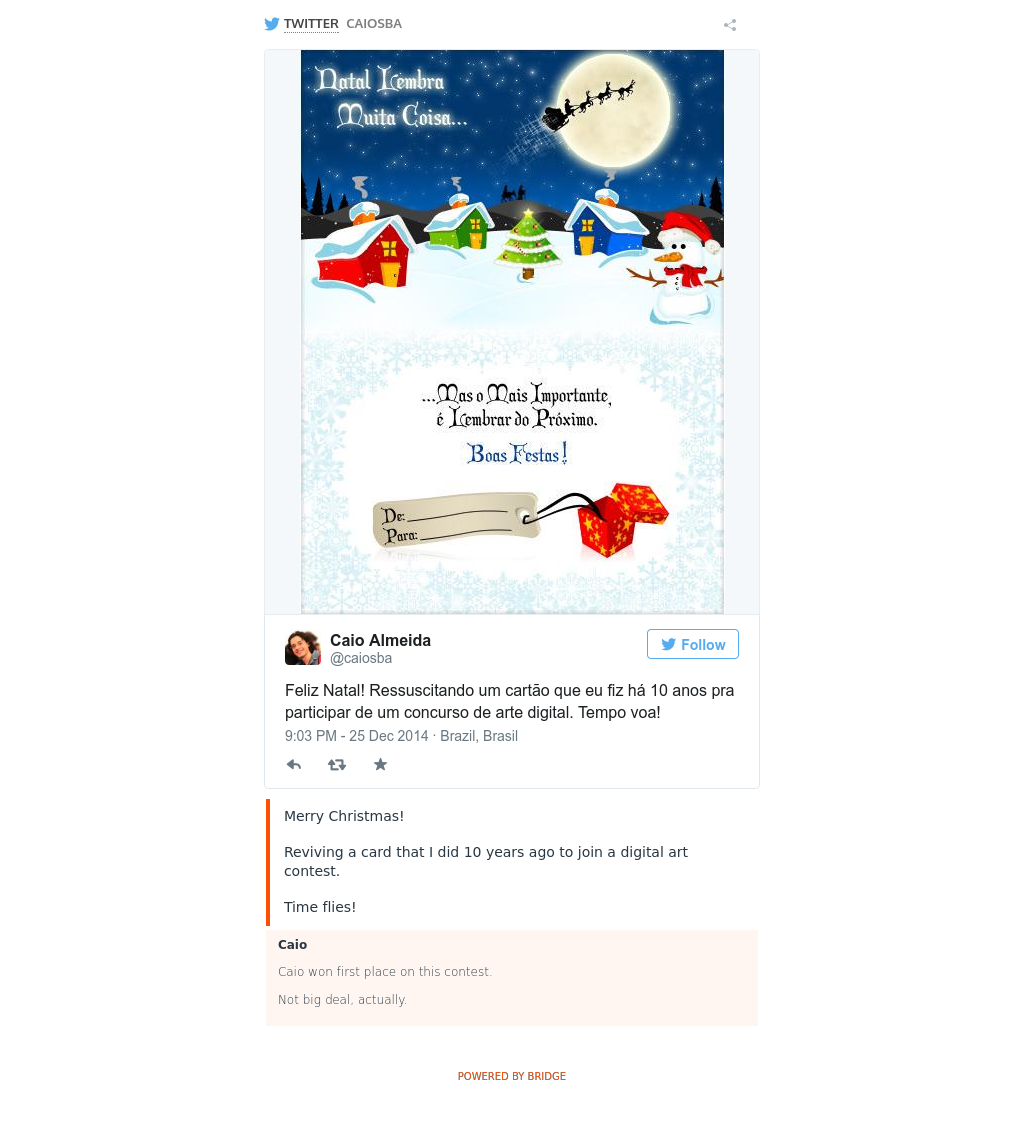 TWITTER CAIOSBA
Natal Lembra
Muita Coisa...
...Mas o Mais Importante,
é Lembrar do Próximo.
Boas Festas!
De:
Para:
Caio Almeida
@caiosba
Follow
Feliz Natal! Ressuscitando um cartão que eu fiz há 10 anos pra
participar de um concurso de arte digital. Tempo voa!
9:03 PM - 25 Dec 2014 · Brazil, Brasil
Merry Christmas!
Reviving a card that I did 10 years ago to join a digital art
contest.
Time flies!
Caio
Caio won first place on this contest.
Not big deal, actually.
POWERED BY BRIDGE